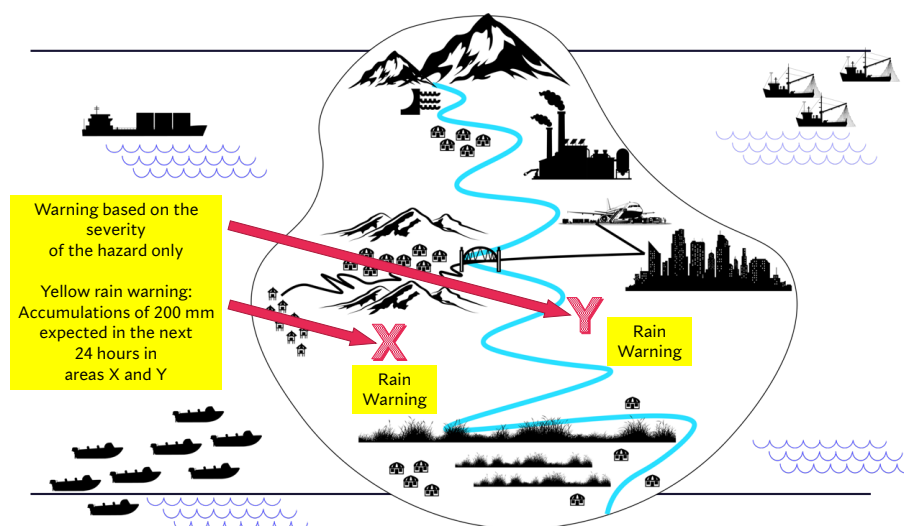 Warning based on the
severity
of the hazard only
Yellow rain warning:
Accumulations of 200 mm
expected in the next
24 hours in
areas X and Y
X
Rain
Warning
Y
Rain
Warning